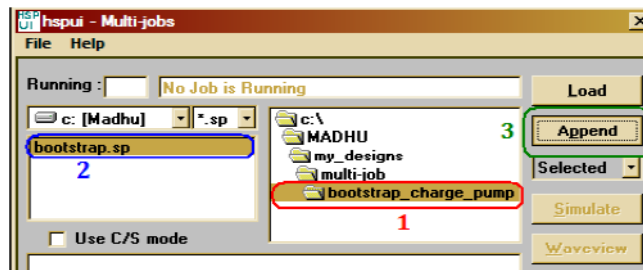 HSP UI hspui - Multi-jobs
File Help
Running : No Job is Running
Load
c: [Madhu] *.sp
c:\
3
Append
bootstrap.sp
MADHU
2
my_designs
Selected
multi-job
bootstrap_charge_pump
1
Simulate
Use C/S mode
Waveview